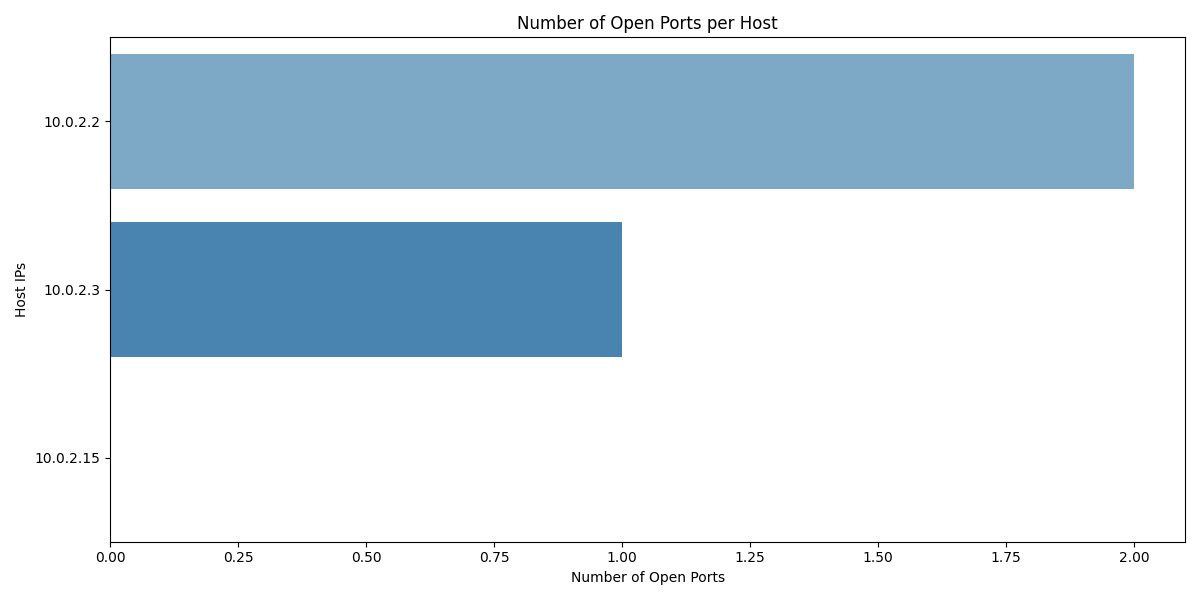 Number of Open Ports per Host
Host IPs
10.0.2.2
10.0.2.3
10.0.2.15
0.00 0.25 0.50 0.75 1.00 1.25 1.50 1.75 2.00
Number of Open Ports